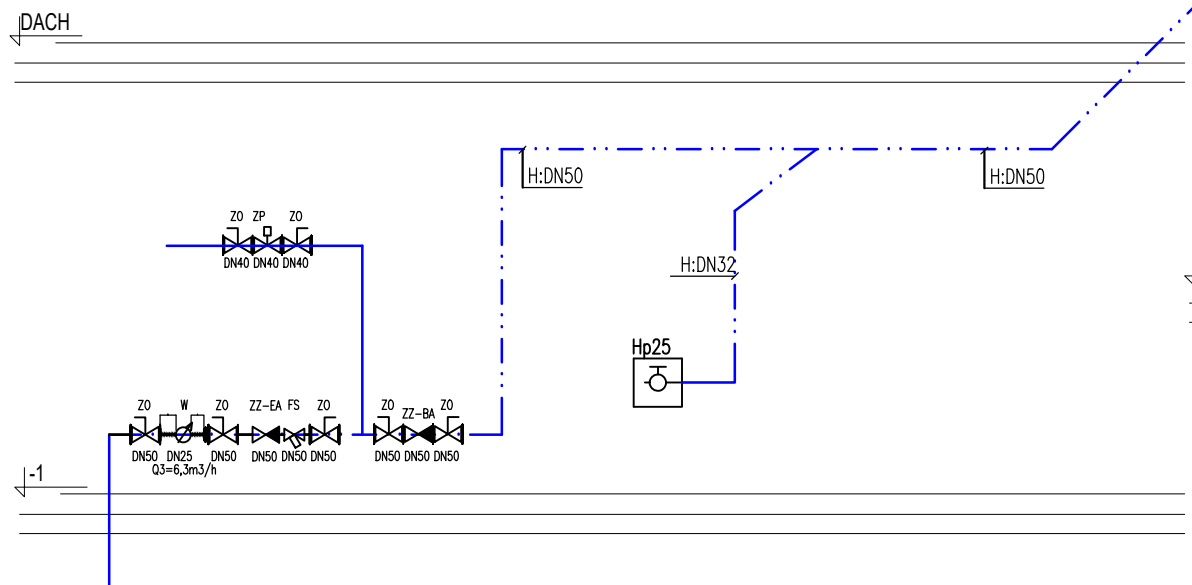 DACH
H:DN50
H:DN50
ZO ZP ZO
DN40 DN40 DN40
H:DN32
Hp25
ZO W ZO ZZ-EA FS ZO ZO ZZ-BA ZO
DN50 DN25 DN50 DN50 DN50 DN50 DN50 DN50 DN50
Q3=6,3m3/h
-1